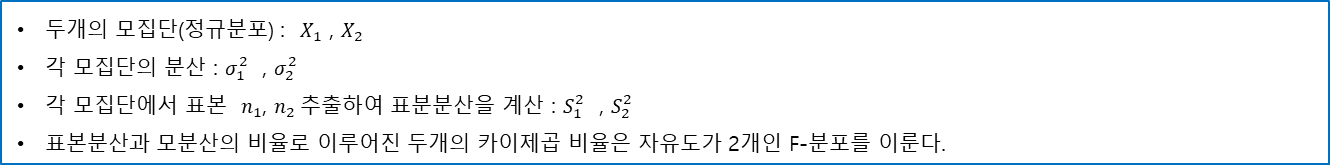 • 두개의 모집단(정규분포) : X₁ , X₂
• 각 모집단의 분산 : σ₁² , σ₂²
• 각 모집단에서 표본 n₁, n₂ 추출하여 표분분산을 계산 : S₁² , S₂²
• 표본분산과 모분산의 비율로 이루어진 두개의 카이제곱 비율은 자유도가 2개인 F-분포를 이룬다.